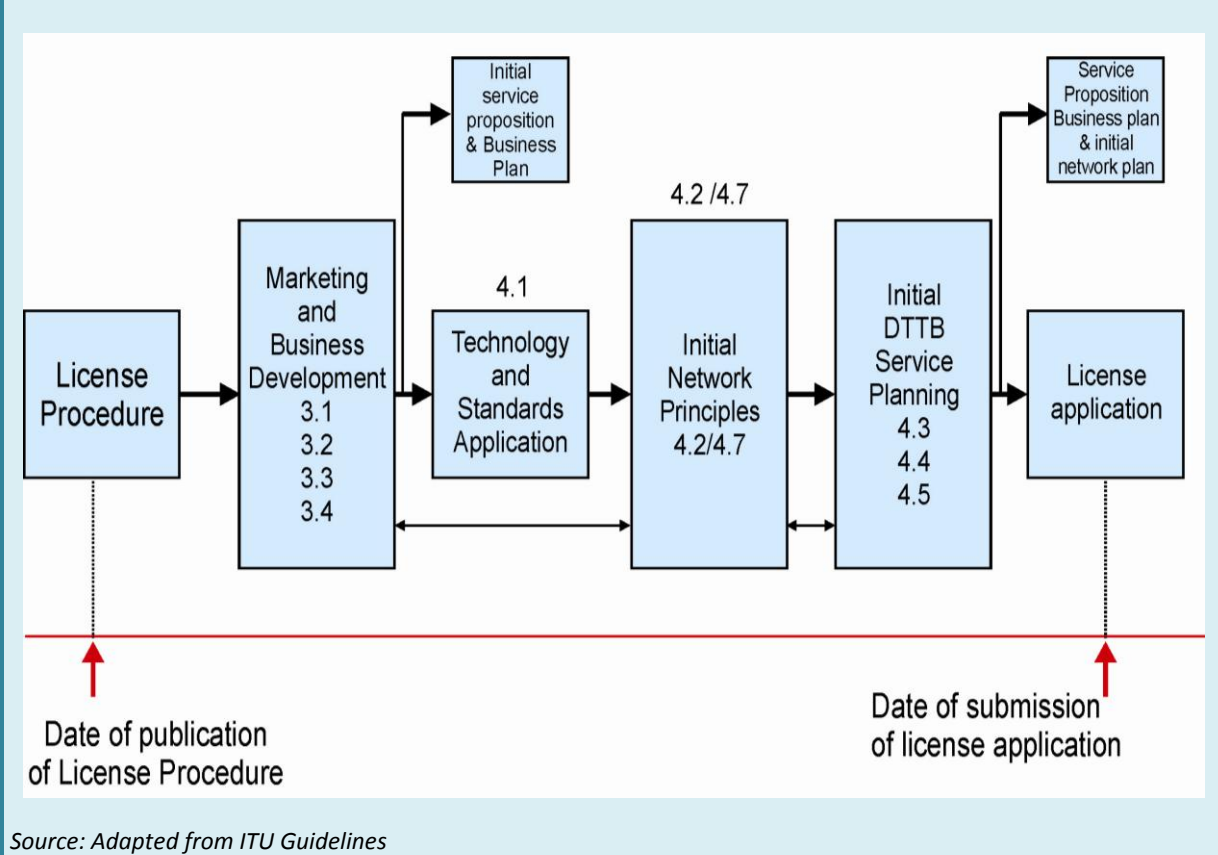 Initial
service
proposition
& Business
Plan
Service
Proposition
Business plan
& initial
network plan
4.2 /4.7
4.1
License
Procedure
Marketing
and
Business
Development
3.1
3.2
3.3
3.4
Technology
and
Standards
Application
Initial
Network
Principles
4.2/4.7
Initial
DTTB
Service
Planning
4.3
4.4
4.5
License
application
Date of publication
of License Procedure
Date of submission
of license application
Source: Adapted from ITU Guidelines